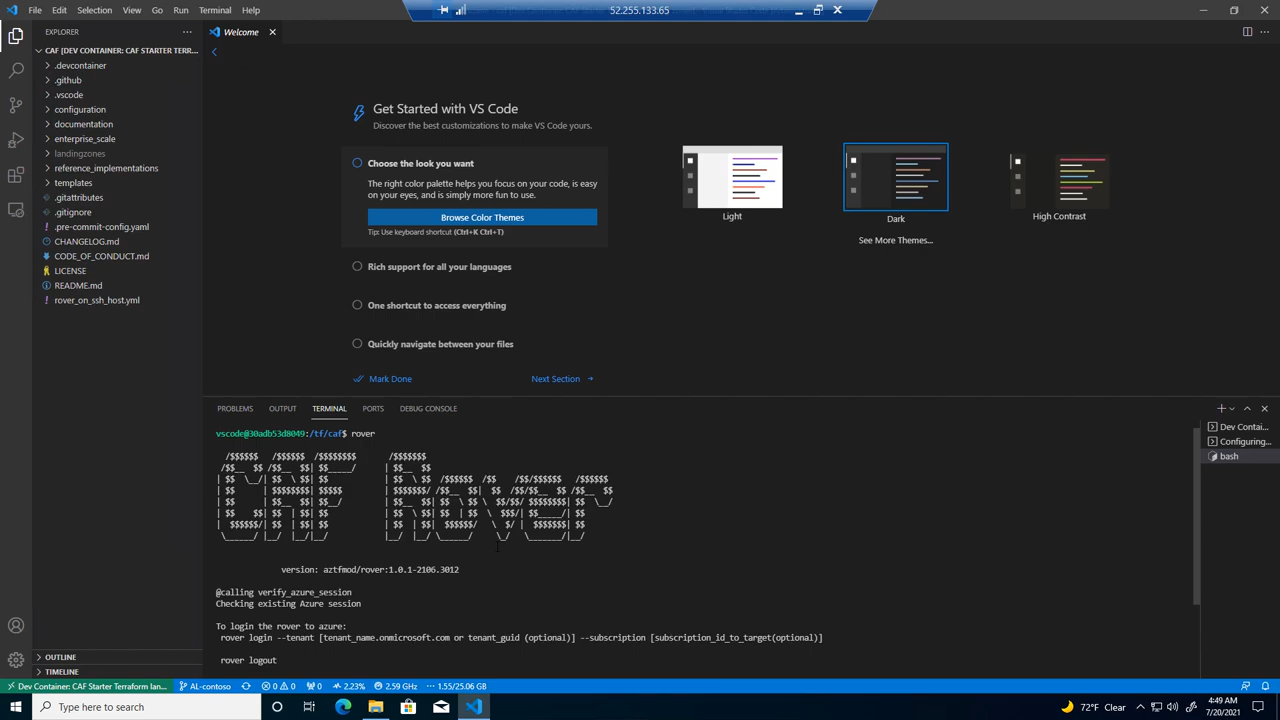 File Edit Selection View Go Run Terminal
52.255.133.65
EXPLORER
CAF [DEV CONTAINER: CAF STARTER TERR...
.devcontainer
.github
.vscode
configuration
documentation
enterprise_scale
landingzones
reference_implementations
templates
.gitattributes
.gitignore
.pre-commit-config.yaml
CHANGELOG.md
CODE_OF_CONDUCT.md
LICENSE
README.md
rover_on_ssh_host.yml
OUTLINE
TIMELINE
Welcome
Get Started with VS Code
Discover the best customizations to make VS Code yours.
Choose the look you want
The right color palette helps you focus on your code, is easy
on your eyes, and is simply more fun to use.
Browse Color Themes
Tip: Use keyboard shortcut (Ctrl+K Ctrl+T)
Rich support for all your languages
One shortcut to access everything
Quickly navigate between your files
Mark Done Next Section
Light
Dark
High Contrast
See More Themes...
PROBLEMS OUTPUT TERMINAL PORTS DEBUG CONSOLE
vscode@30adb53d8049:/tf/caf$ rover
CAF Rover
version: aztfmod/rover:1.0.1-2106.3012
@calling verify_azure_session
Checking existing Azure session
To login the rover to azure:
rover login --tenant [tenant_name.onmicrosoft.com or tenant_guid (optional)] --subscription [subscription_id_to_target(optional)]
rover logout
Dev Contai...
Configuring...
bash
Dev Container: CAF Starter Terraform lan... AL-contoso 0 0 0 2.23% 2.59 GHz 1.55/25.06 GB
Type here to search
72°F Clear
4:49 AM
7/20/2021